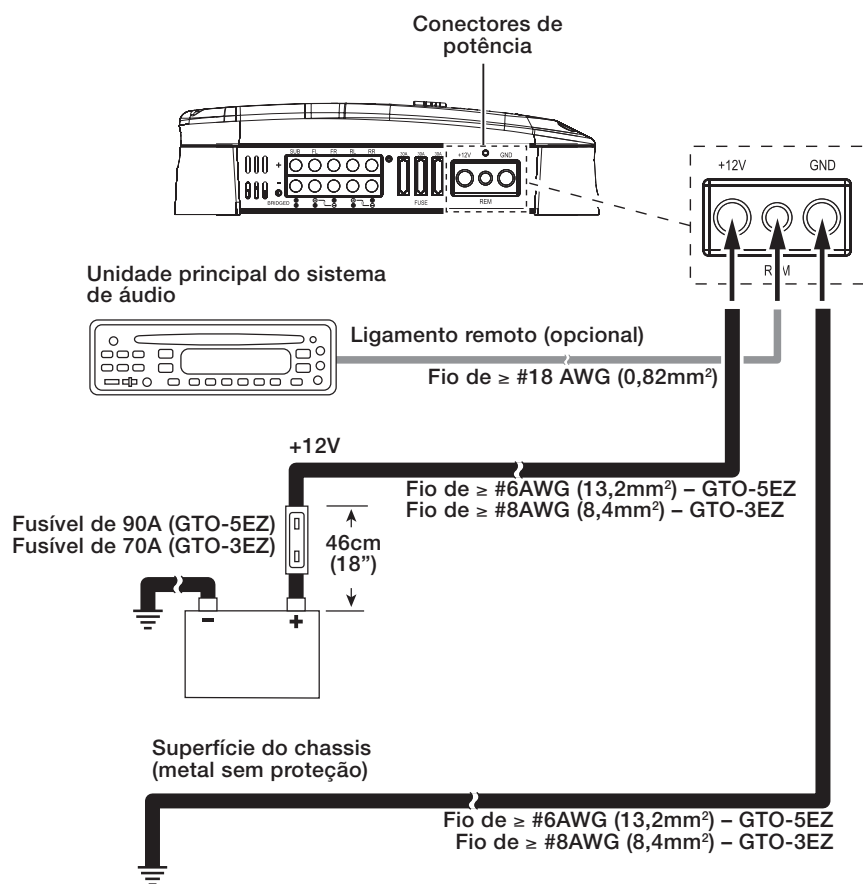 Conectores de
potência
SUB FL FR RL RR
+
-
BRIDGED
FUSE
+12V GND
REM
+12V GND
REM
Unidade principal do sistema
de áudio
Ligamento remoto (opcional)
Fio de ≥ #18 AWG (0,82mm²)
+12V
Fio de ≥ #6AWG (13,2mm²) – GTO-5EZ
Fio de ≥ #8AWG (8,4mm²) – GTO-3EZ
Fusível de 90A (GTO-5EZ)
Fusível de 70A (GTO-3EZ)
46cm
(18”)
- +
Superfície do chassis
(metal sem proteção)
Fio de ≥ #6AWG (13,2mm²) – GTO-5EZ
Fio de ≥ #8AWG (8,4mm²) – GTO-3EZ